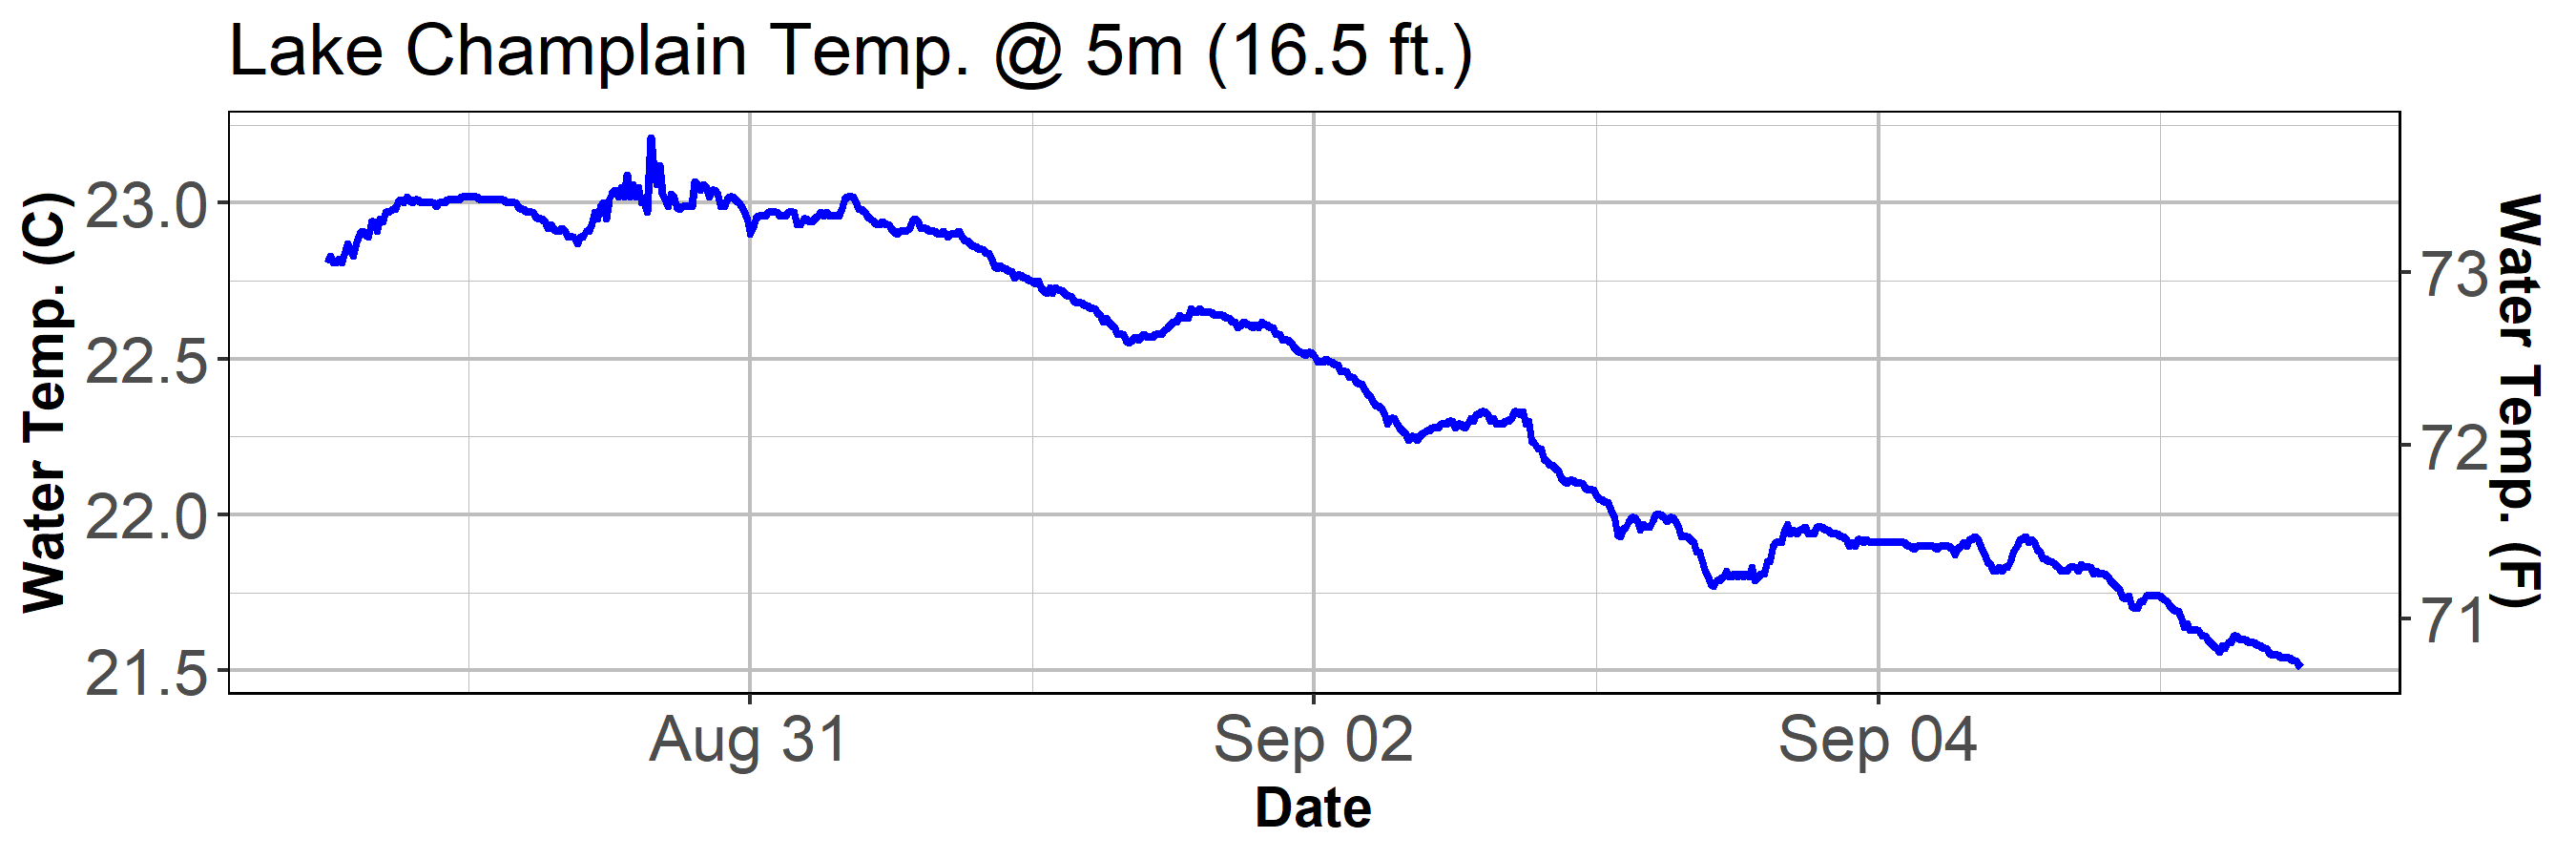 Lake Champlain Temp. @ 5m (16.5 ft.)
Water Temp. (C)
23.0
22.5
22.0
21.5
73
72
71
Water Temp. (F)
Aug 31
Sep 02
Sep 04
Date